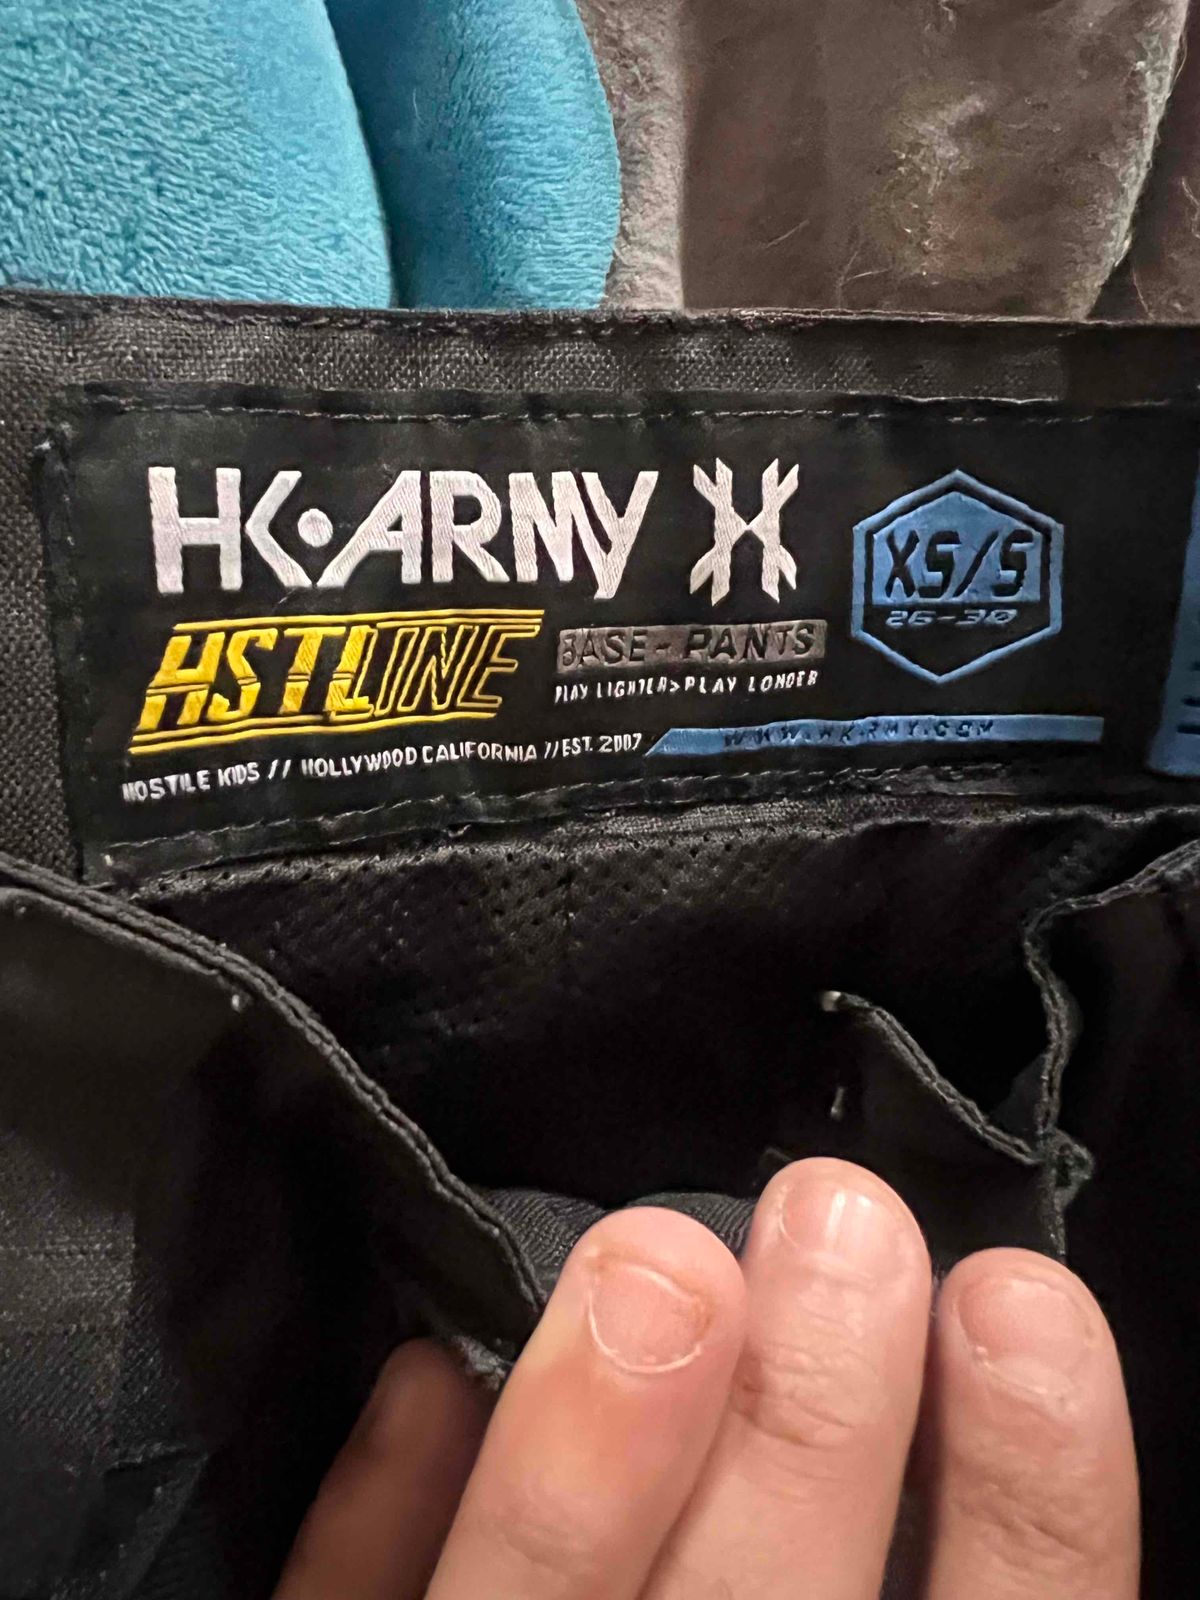 HK·ARMY
HSTLINE
BASE-PANTS
PLAY LIGHTER>PLAY LONGER
HOSTILE KIDS // HOLLYWOOD CALIFORNIA // EST. 2007
XS/S
26-30
WWW.HKARMY.COM